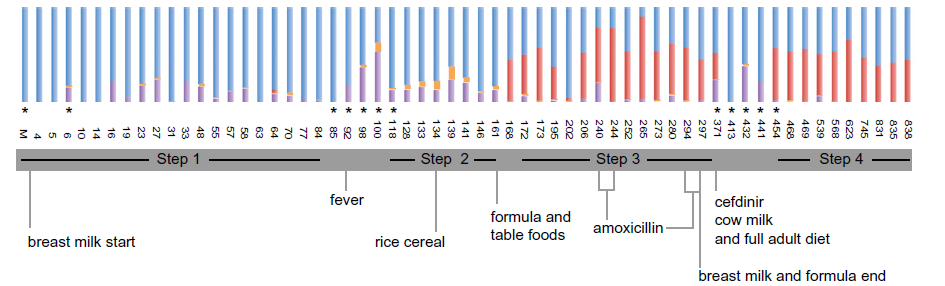 * * * * * * * * * * * *
M 4 5 6 10 14 16 19 23 27 31 33 48 55 57 58 63 64 70 77 84 85 92 98 100 118 128 133 134 139 141 146 161 168 172 173 195 202 206 240 244 252 265 273 280 294 297 371 413 432 441 454 468 469 539 568 623 745 831 835 838
Step 1 Step 2 Step 3 Step 4
fever
breast milk start
rice cereal
formula and
table foods
amoxicillin
cefdinir
cow milk
and full adult diet
breast milk and formula end